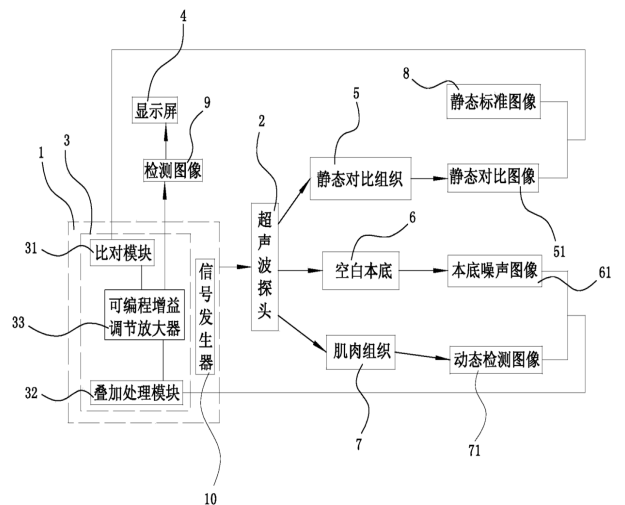 4
显示屏
9
检测图像
8
静态标准图像
5
静态对比组织
静态对比图像
51
2
超声波探头
1
3
31
比对模块
信号发生器
6
空白本底
本底噪声图像
61
33
可编程增益
调节放大器
肌肉组织
7
动态检测图像
71
32
叠加处理模块
10